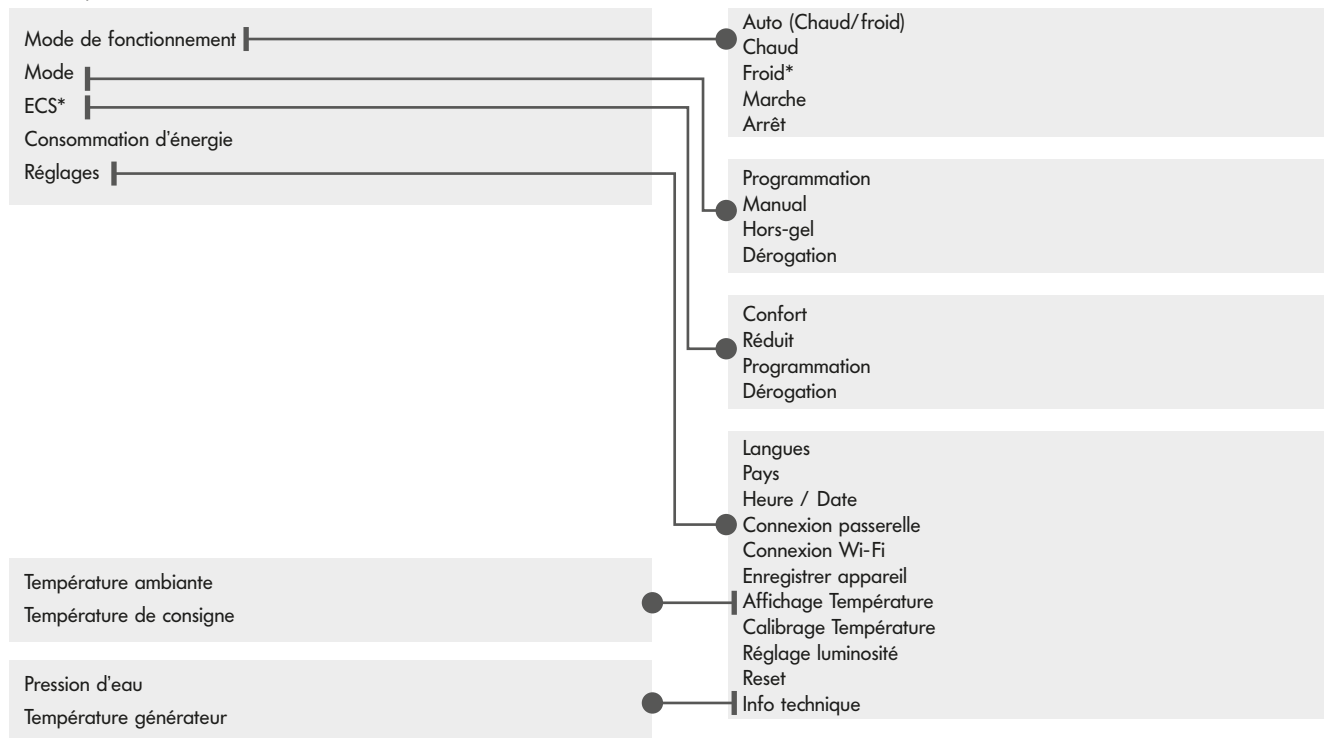 Mode de fonctionnement
Mode
ECS*
Consommation d'énergie
Réglages
Auto (Chaud/froid)
Chaud
Froid*
Marche
Arrêt
Programmation
Manual
Hors-gel
Dérogation
Confort
Réduit
Programmation
Dérogation
Langues
Pays
Heure / Date
Connexion passerelle
Connexion Wi-Fi
Enregistrer appareil
Affichage Température
Calibrage Température
Réglage luminosité
Reset
Info technique
Température ambiante
Température de consigne
Pression d'eau
Température générateur